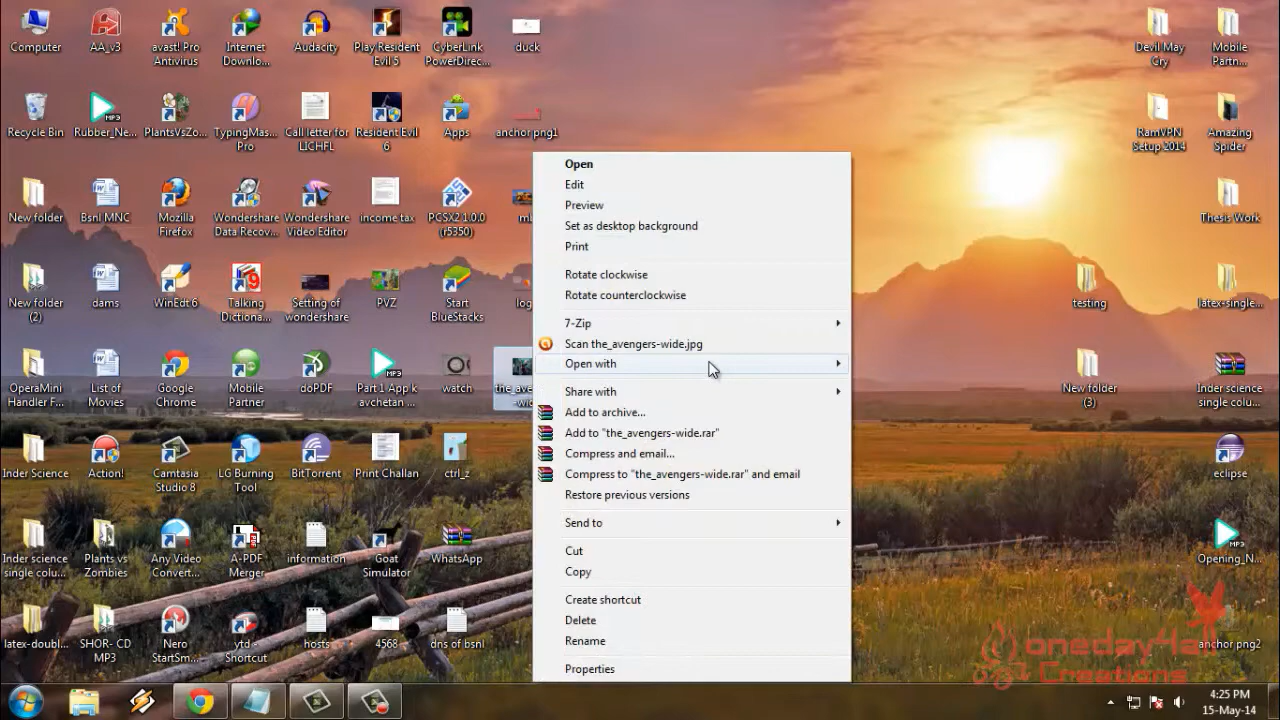 Computer
AA_v3
avast! Pro
Antivirus
Internet
Downlo...
Audacity
Play Resident
Evil 5
CyberLink
PowerDirec...
duck
Devil May
Cry
Mobile
Partn...
Recycle Bin
MP3
Rubber_Ne...
PlantsVsZo...
TypingMas...
Pro
Call letter for
LICHFL
Resident Evil
6
Apps
anchor png1
RamVPN
Setup 2014
Amazing
Spider
New folder
Bsnl MNC
Mozilla
Firefox
Wondershare
Data Recov...
Wondershare
Video Editor
income tax
PCSX2 1.0.0
(r5350)
Thesis Work
New folder
(2)
dams
WinEdt 6
Talking
Dictiona...
Setting of
wondershare
PVZ
Start
BlueStacks
testing
latex-single...
OperaMini
Handler F...
List of
Movies
Google
Chrome
Mobile
Partner
doPDF
MP3
Part 1 App k
avchetan ...
watch
New folder
(3)
Inder science
single colu...
Inder Science
Action!
Camtasia
Studio 8
LG Burning
Tool
BitTorrent
Print Challan
ctrl_z
eclipse
Inder science
single colu...
Plants vs
Zombies
Any Video
Convert...
A-PDF
Merger
information
Goat
Simulator
WhatsApp
MP3
Opening_N...
latex-doubl...
SHOR- CD
MP3
Nero
StartSm...
ytd -
Shortcut
hosts
4568
dns of bsnl
anchor png2
Open
Edit
Preview
Set as desktop background
Print
Rotate clockwise
Rotate counterclockwise
7-Zip
Scan the_avengers-wide.jpg
Open with
Share with
Add to archive...
Add to "the_avengers-wide.rar"
Compress and email...
Compress to "the_avengers-wide.rar" and email
Restore previous versions
Send to
Cut
Copy
Create shortcut
Delete
Rename
Properties
Creations
4:25 PM
15-May-14